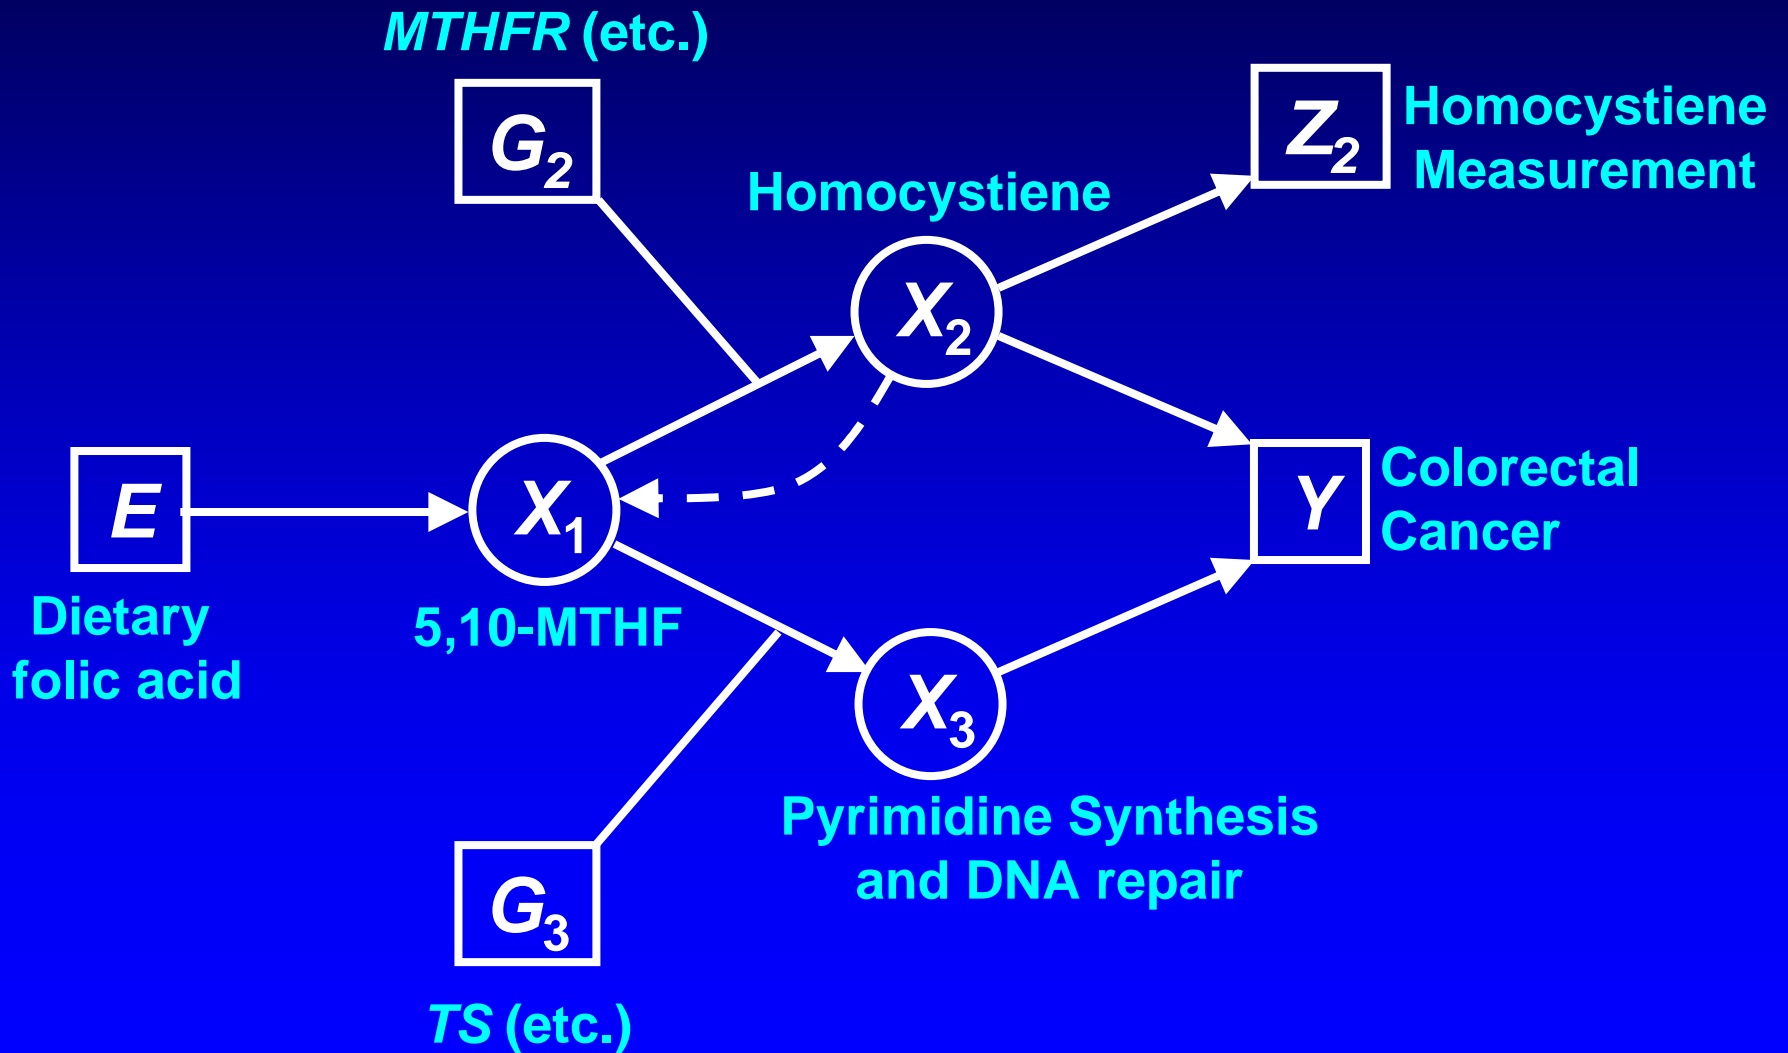 MTHFR (etc.)
G2
Z2
Homocystiene
Measurement
Homocystiene
X2
E
Dietary
folic acid
X1
5,10-MTHF
Y
Colorectal
Cancer
X3
Pyrimidine Synthesis
and DNA repair
G3
TS (etc.)